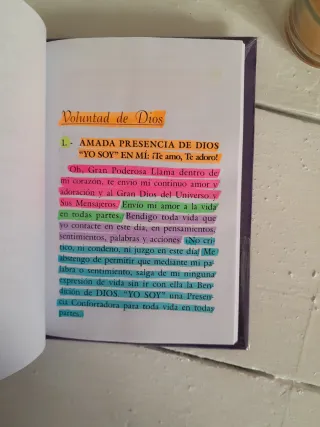 Voluntad de Dios
1.- AMADA PRESENCIA DE DIOS
“YO SOY” EN MÍ: ¡Te amo, Te adoro!
Oh, Gran Poderosa Llama dentro de
mi corazón, te envío mi continuo amor y
adoración y al Gran Dios del Universo y
Sus Mensajeros. Envío mi amor a la vida
en todas partes. Bendigo toda vida que
yo contacte en este día, en pensamientos,
sentimientos, palabras y acciones. ¡No cri-
tico, ni condeno, ni juzgo en este día! Me
abstengo de permitir que mediante mi pa-
labra o sentimiento, salga de mi ninguna
expresión de vida sin ir con ella la Ben-
dición de DIOS “YO SOY” una Presen-
cia Confortadora para toda vida en todas
partes.